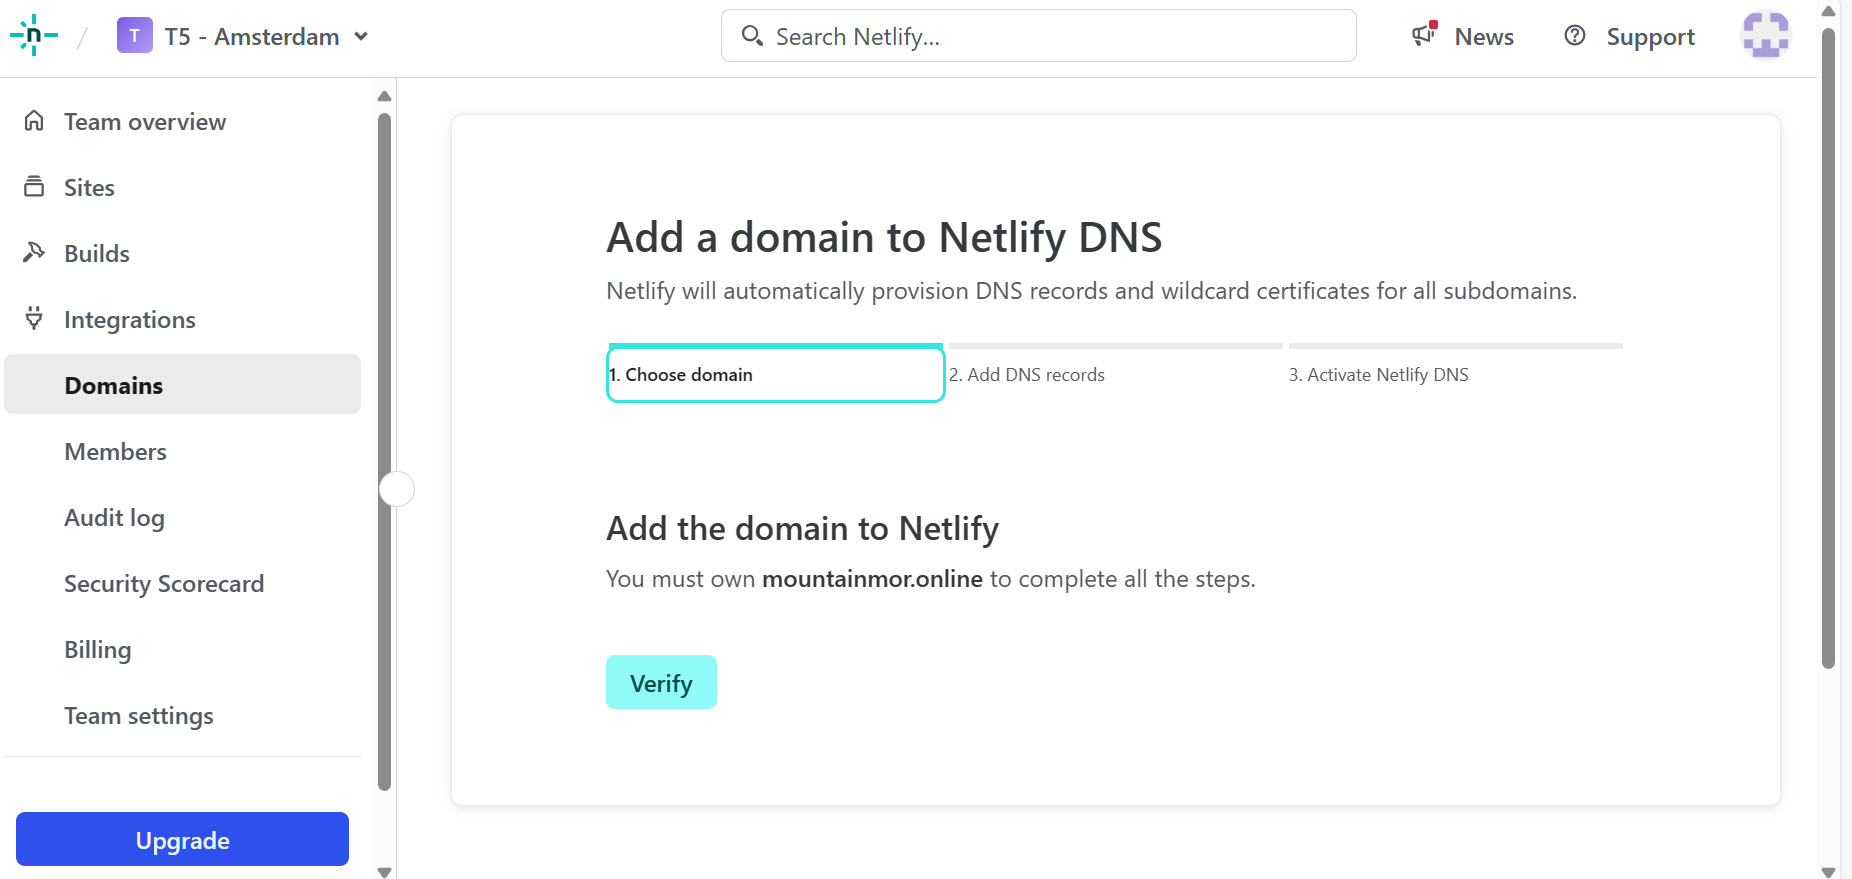 n / T T5 - Amsterdam
Search Netlify...
News
Support
Team overview
Sites
Builds
Integrations
Domains
Members
Audit log
Security Scorecard
Billing
Team settings
Upgrade
Add a domain to Netlify DNS
Netlify will automatically provision DNS records and wildcard certificates for all subdomains.
1. Choose domain
2. Add DNS records
3. Activate Netlify DNS
Add the domain to Netlify
You must own mountainmor.online to complete all the steps.
Verify